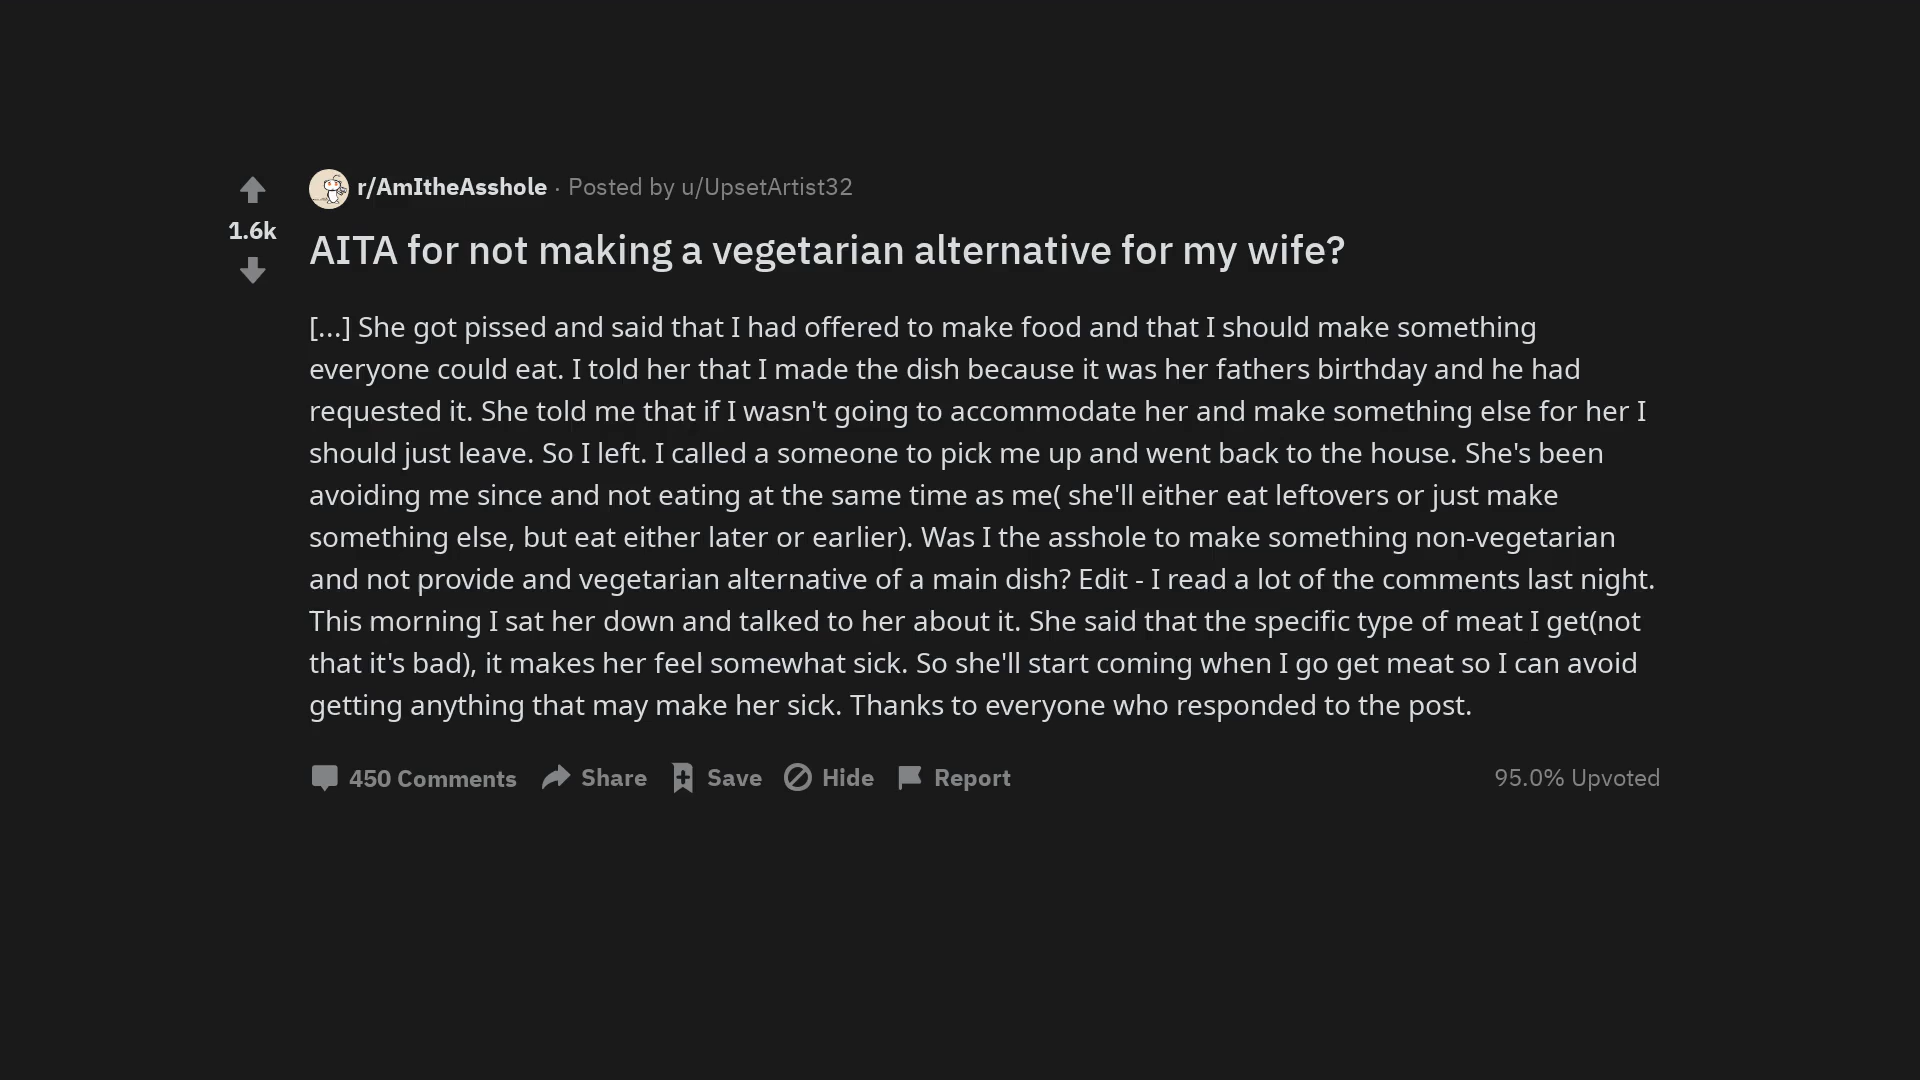 r/AmItheAsshole · Posted by u/UpsetArtist32
1.6k
AITA for not making a vegetarian alternative for my wife?
[...] She got pissed and said that I had offered to make food and that I should make something
everyone could eat. I told her that I made the dish because it was her fathers birthday and he had
requested it. She told me that if I wasn't going to accommodate her and make something else for her I
should just leave. So I left. I called a someone to pick me up and went back to the house. She's been
avoiding me since and not eating at the same time as me( she'll either eat leftovers or just make
something else, but eat either later or earlier). Was I the asshole to make something non-vegetarian
and not provide and vegetarian alternative of a main dish? Edit - I read a lot of the comments last night.
This morning I sat her down and talked to her about it. She said that the specific type of meat I get(not
that it's bad), it makes her feel somewhat sick. So she'll start coming when I go get meat so I can avoid
getting anything that may make her sick. Thanks to everyone who responded to the post.
450 Comments Share Save Hide Report 95.0% Upvoted